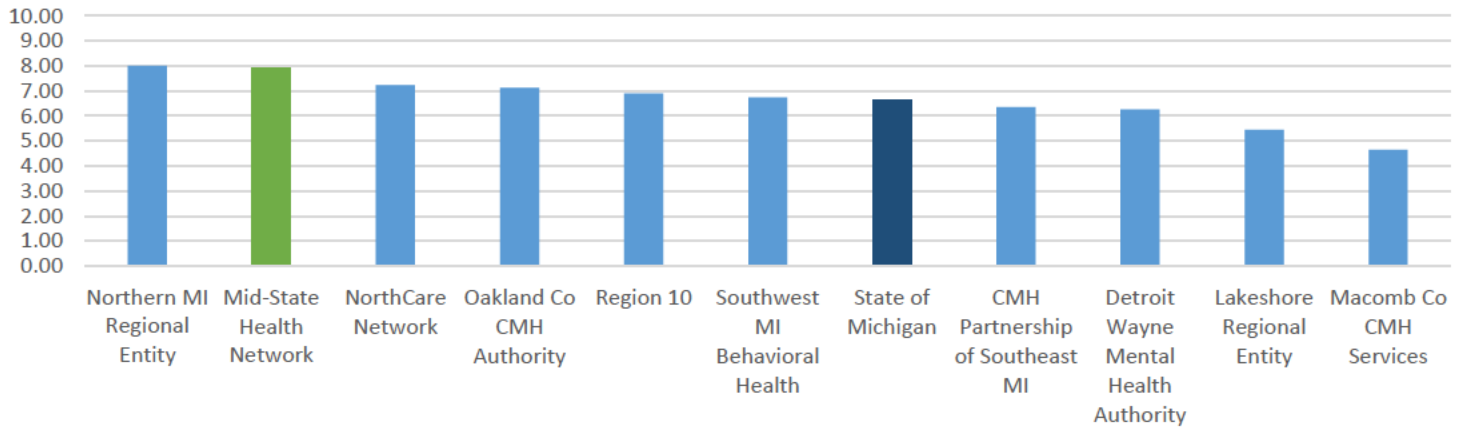 10.00
9.00
8.00
7.00
6.00
5.00
4.00
3.00
2.00
1.00
0.00
Northern MI
Regional
Entity
Mid-State
Health
Network
NorthCare
Network
Oakland Co
CMH
Authority
Region 10
Southwest
MI
Behavioral
Health
State of
Michigan
CMH
Partnership
of Southeast
MI
Detroit
Wayne
Mental
Health
Authority
Lakeshore
Regional
Entity
Macomb Co
CMH
Services